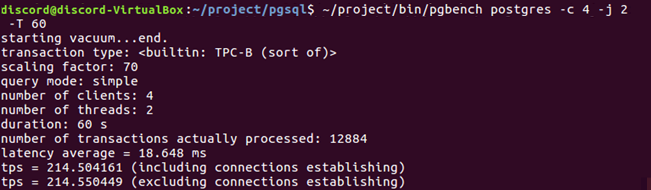 discord@discord-VirtualBox:~/project/pgsql$ ~/project/bin/pgbench postgres -c 4 -j 2
 -T 60
starting vacuum...end.
transaction type: <builtin: TPC-B (sort of)>
scaling factor: 70
query mode: simple
number of clients: 4
number of threads: 2
duration: 60 s
number of transactions actually processed: 12884
latency average = 18.648 ms
tps = 214.504161 (including connections establishing)
tps = 214.550449 (excluding connections establishing)